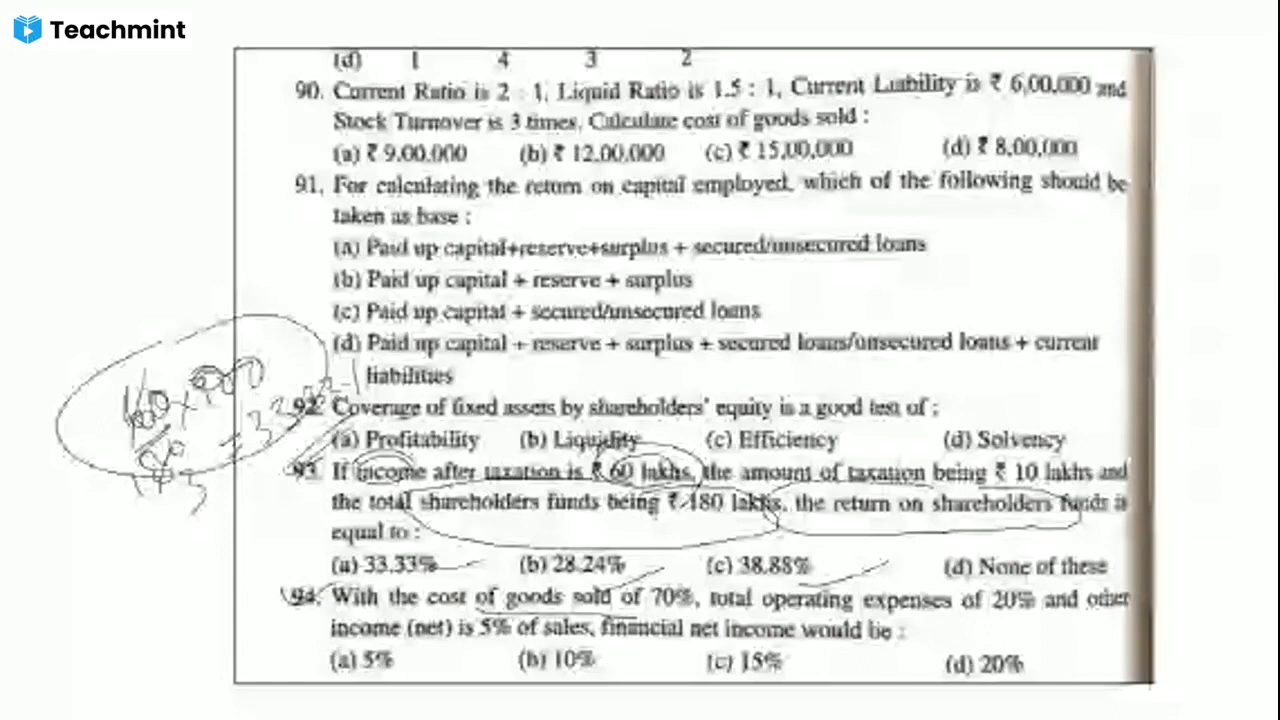 Teachmint
(d) 1 4 3 2
90. Current Ratio is 2 : 1, Liquid Ratio is 1.5 : 1, Current Liability is ₹ 6,00,000 and
Stock Turnover is 3 times. Calculate cost of goods sold :
(a) ₹ 9,00,000 (b) ₹ 12,00,000 (c) ₹ 15,00,000 (d) ₹ 8,00,000
91. For calculating the return on capital employed, which of the following should be
taken as base :
(a) Paid up capital+reserve+surplus + secured/unsecured loans
(b) Paid up capital + reserve + surplus
(c) Paid up capital + secured/unsecured loans
(d) Paid up capital + reserve + surplus + secured loans/unsecured loans + current
liabilities
92. Coverage of fixed assets by shareholders' equity is a good test of :
(a) Profitability (b) Liquidity (c) Efficiency (d) Solvency
93. If income after taxation is ₹ 60 lakhs, the amount of taxation being ₹ 10 lakhs and
the total shareholders funds being ₹ 180 lakhs, the return on shareholders funds is
equal to :
(a) 33.33% (b) 28.24% (c) 38.88% (d) None of these
94. With the cost of goods sold of 70%, total operating expenses of 20% and other
income (net) is 5% of sales, financial net income would be :
(a) 5% (b) 10% (c) 15% (d) 20%